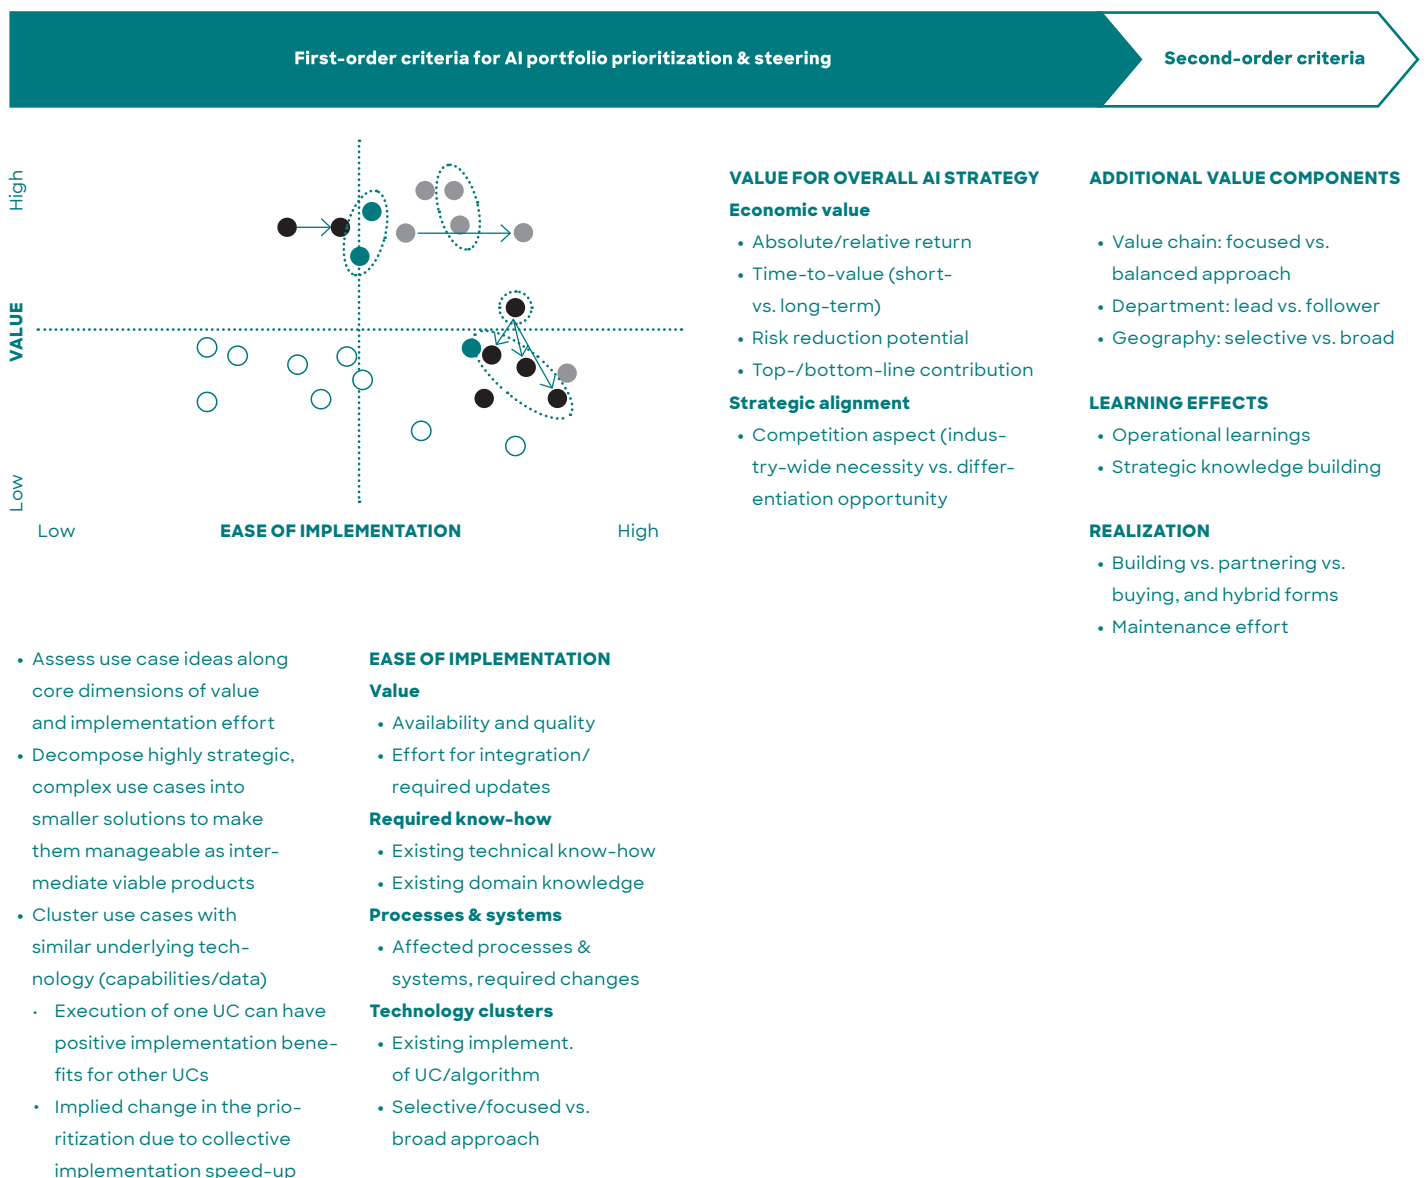 First-order criteria for AI portfolio prioritization & steering
Second-order criteria
High
VALUE
Low
Low
EASE OF IMPLEMENTATION
High
VALUE FOR OVERALL AI STRATEGY
Economic value
• Absolute/relative return
• Time-to-value (short-
vs. long-term)
• Risk reduction potential
• Top-/bottom-line contribution
Strategic alignment
• Competition aspect (indus-
try-wide necessity vs. differ-
entiation opportunity
ADDITIONAL VALUE COMPONENTS
• Value chain: focused vs.
balanced approach
• Department: lead vs. follower
• Geography: selective vs. broad
LEARNING EFFECTS
• Operational learnings
• Strategic knowledge building
REALIZATION
• Building vs. partnering vs.
buying, and hybrid forms
• Maintenance effort
• Assess use case ideas along
core dimensions of value
and implementation effort
• Decompose highly strategic,
complex use cases into
smaller solutions to make
them manageable as inter-
mediate viable products
• Cluster use cases with
similar underlying tech-
nology (capabilities/data)
• Execution of one UC can have
positive implementation bene-
fits for other UCs
• Implied change in the prio-
ritization due to collective
implementation speed-up
EASE OF IMPLEMENTATION
Value
• Availability and quality
• Effort for integration/
required updates
Required know-how
• Existing technical know-how
• Existing domain knowledge
Processes & systems
• Affected processes &
systems, required changes
Technology clusters
• Existing implement.
of UC/algorithm
• Selective/focused vs.
broad approach